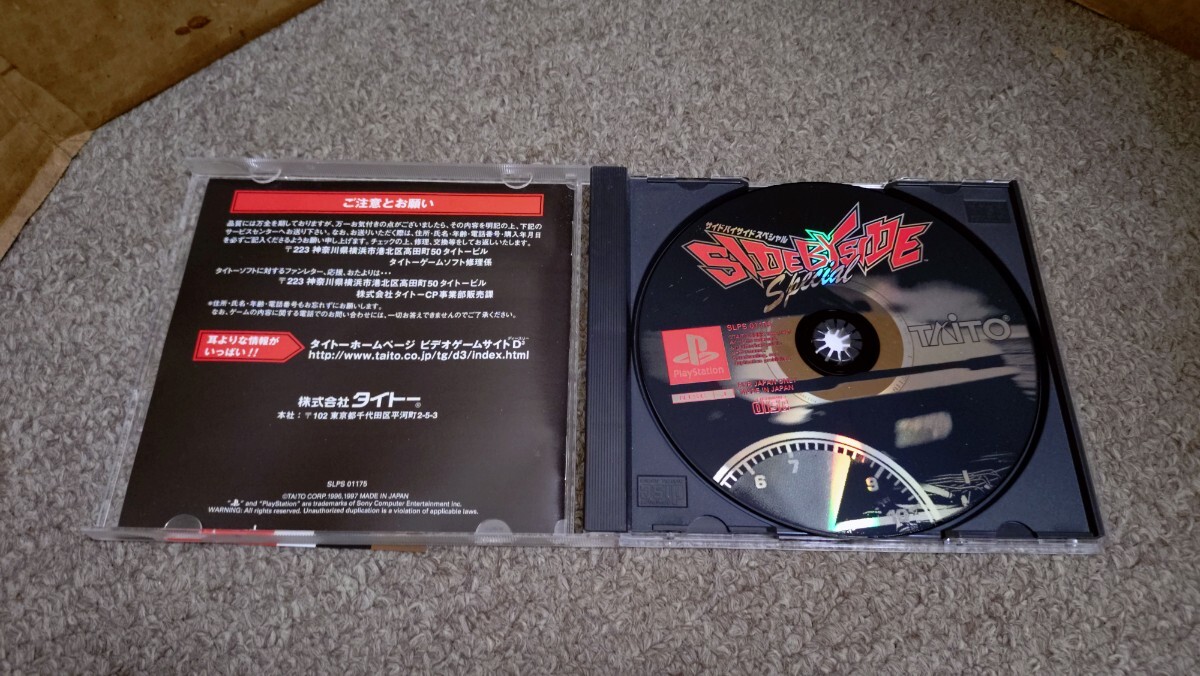 ご注意とお願い
品質には万全を期しておりますが、万一お気付きの点がございましたら、その内容を明記の上、下記の
サービスセンターへお送り下さい。なお、お送りいただく際は、住所・氏名・年齢・電話番号・購入年月日
を必ずご記入くださるようお願い申し上げます。チェックの上、修理、交換等をしてお返しいたします。
〒223 神奈川県横浜市港北区高田町50 タイトービル
タイトーゲームソフト修理係
タイトーソフトに対するファンレター、応援、おたよりは・・・
〒223 神奈川県横浜市港北区高田町50 タイトービル
株式会社タイトーCP事業部販売課
*住所・氏名・年齢・電話番号もお忘れずにお願いします。
なお、ゲームの内容に関する電話でのお問い合わせには、一切お答えできませんのでご了承ください。
耳よりな情報が
いっぱい!!
タイトーホームページ ビデオゲームサイトD³
http://www.taito.co.jp/tg/d3/index.html
株式会社 タイトー®
本社:〒102 東京都千代田区平河町2-5-3
SLPS 01175
©TAITO CORP. 1996,1997 MADE IN JAPAN
" " and "PlayStation" are trademarks of Sony Computer Entertainment Inc.
WARNING: All rights reserved. Unauthorized duplication is a violation of applicable laws.
サイドバイサイド スペシャル
SIDE BY SIDE
Special
TAITO®
PlayStation
6
7
9